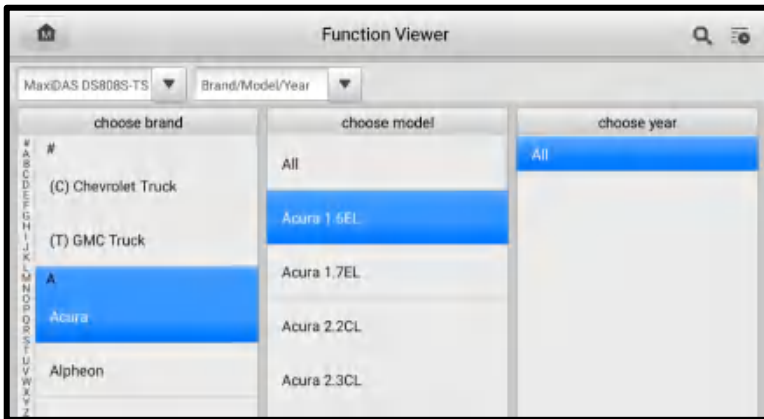 M
Function Viewer
MaxiDAS DS808S-TS
Brand/Model/Year
choose brand
#
A
B
C
D
E
F
G
H
I
J
K
L
M
N
O
P
Q
R
S
T
U
V
W
X
Y
Z
#
(C) Chevrolet Truck
(T) GMC Truck
A
Acura
Alpheon
choose model
All
Acura 1.6EL
Acura 1.7EL
Acura 2.2CL
Acura 2.3CL
choose year
All